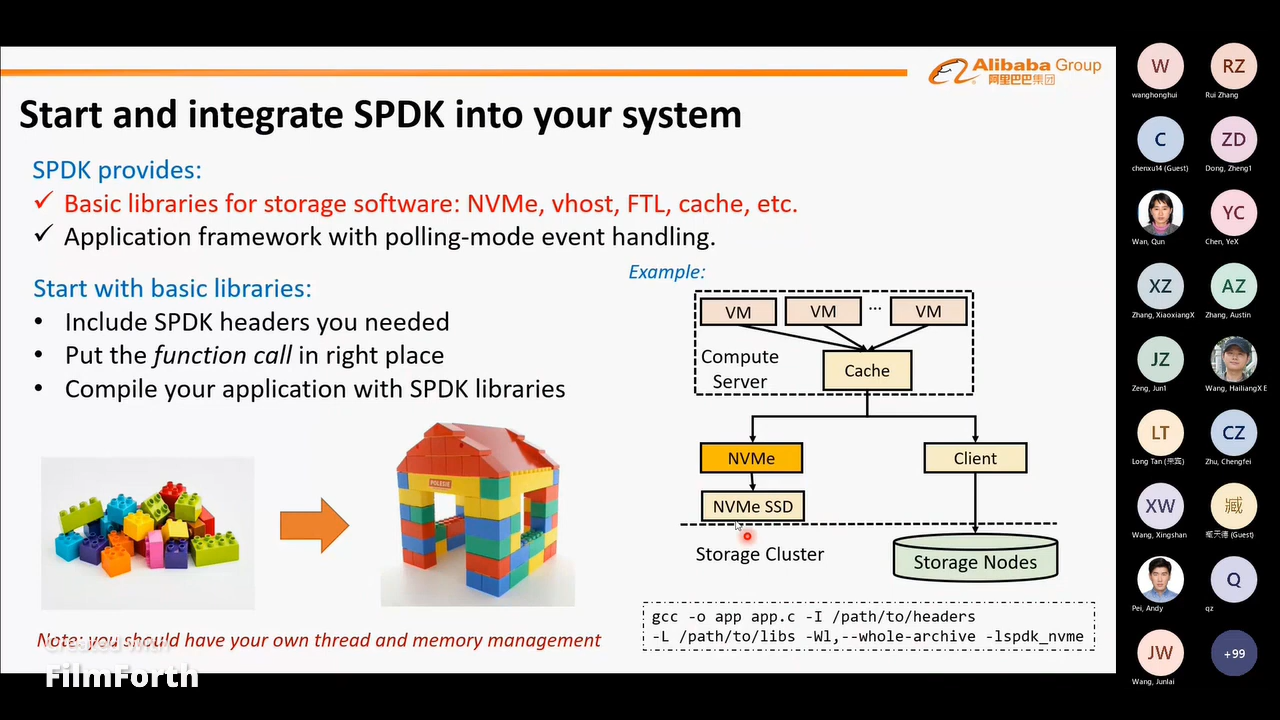 Alibaba Group
阿里巴巴集团
Start and integrate SPDK into your system
SPDK provides:
✓ Basic libraries for storage software: NVMe, vhost, FTL, cache, etc.
✓ Application framework with polling-mode event handling.
Start with basic libraries:
• Include SPDK headers you needed
• Put the function call in right place
• Compile your application with SPDK libraries
POLESIE
Note: you should have your own thread and memory management
Created with
FilmForth
Example:
VM
VM
...
VM
Compute
Server
Cache
NVMe
Client
NVMe SSD
Storage Cluster
Storage Nodes
gcc -o app app.c -I /path/to/headers
-L /path/to/libs -Wl,--whole-archive -lspdk_nvme
W
wanghonghui
RZ
Rui Zhang
C
chenxu14 (Guest)
ZD
Dong, Zheng1
Wan, Qun
YC
Chen, YeX
XZ
Zhang, XiaoxiangX
AZ
Zhang, Austin
JZ
Zeng, Jun1
Wang, HailiangX E
LT
Long Tan (来宾)
CZ
Zhu, Chengfei
XW
Wang, Xingshan
臧
臧天德 (Guest)
Pei, Andy
Q
qz
JW
Wang, Junlai
+99